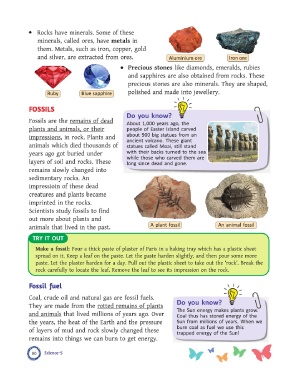 • Rocks have minerals. Some of these
minerals, called ores, have metals in
them. Metals, such as iron, copper, gold
and silver, are extracted from ores.
Aluminium ore
Iron ore
Ruby
Blue sapphire
• Precious stones like diamonds, emeralds, rubies
and sapphires are also obtained from rocks. These
precious stones are also minerals. They are shaped,
polished and made into jewellery.
FOSSILS
Fossils are the remains of dead
plants and animals, or their
impressions, in rock. Plants and
animals which died thousands of
years ago got buried under
layers of soil and rocks. These
remains slowly changed into
sedimentary rocks. An
impressions of these dead
creatures and plants became
imprinted in the rocks.
Scientists study fossils to find
out more about plants and
animals that lived in the past.
Do you know?
About 1,000 years ago, the
people of Easter Island carved
about 900 big statues from an
ancient volcano. These giant
statues called Moai, still stand
with their backs turned to the sea
while those who carved them are
long since dead and gone.
A plant fossil
An animal fossil
TRY IT OUT
Make a fossil: Pour a thick paste of plaster of Paris in a baking tray which has a plastic sheet
spread on it. Keep a leaf on the paste. Let the paste harden slightly, and then pour some more
paste. Let the plaster harden for a day. Pull out the plastic sheet to take out the 'rock'. Break the
rock carefully to locate the leaf. Remove the leaf to see its impression on the rock.
Fossil fuel
Coal, crude oil and natural gas are fossil fuels.
They are made from the rotted remains of plants
and animals that lived millions of years ago. Over
the years, the heat of the Earth and the pressure
of layers of mud and rock slowly changed these
remains into things we can burn to get energy.
Do you know?
The Sun energy makes plants grow.
Coal thus has stored energy of the
Sun from millions of years. When we
burn coal as fuel we use this
trapped energy of the Sun!
Science-5